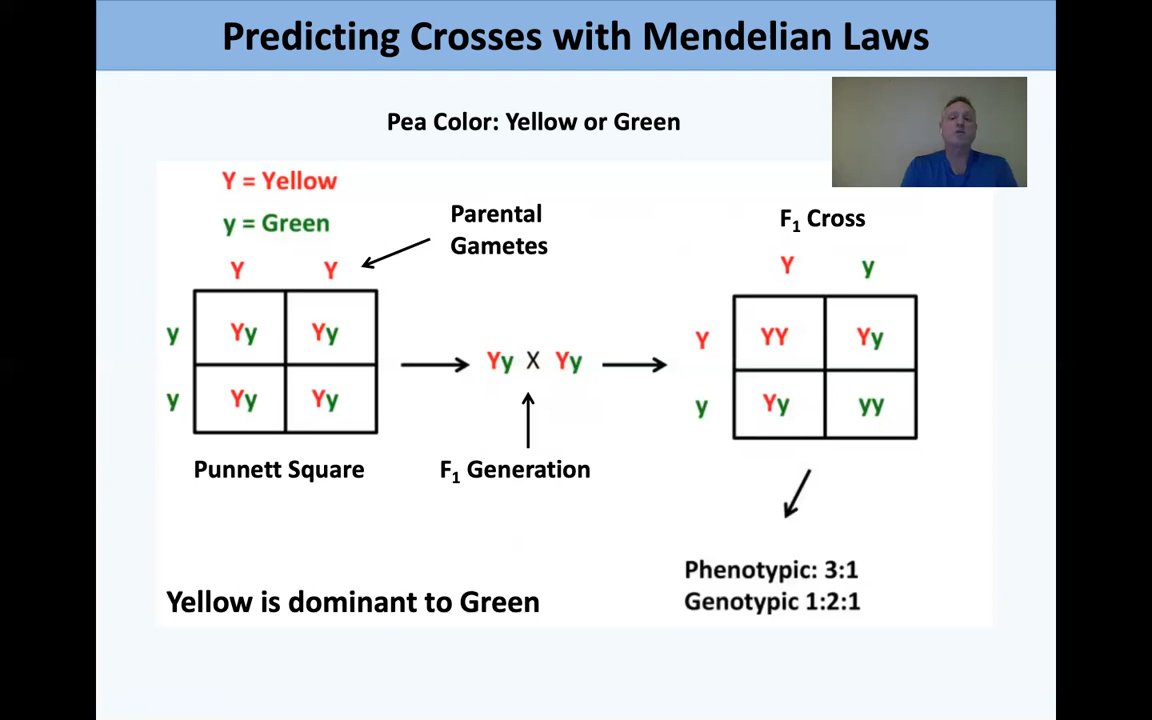 Predicting Crosses with Mendelian Laws
Pea Color: Yellow or Green
Y = Yellow
y = Green
Parental
Gametes
Y Y
y Yy Yy
y Yy Yy
Punnett Square
Yy X Yy
F₁ Generation
F₁ Cross
Y y
Y YY Yy
y Yy yy
Phenotypic: 3:1
Genotypic 1:2:1
Yellow is dominant to Green